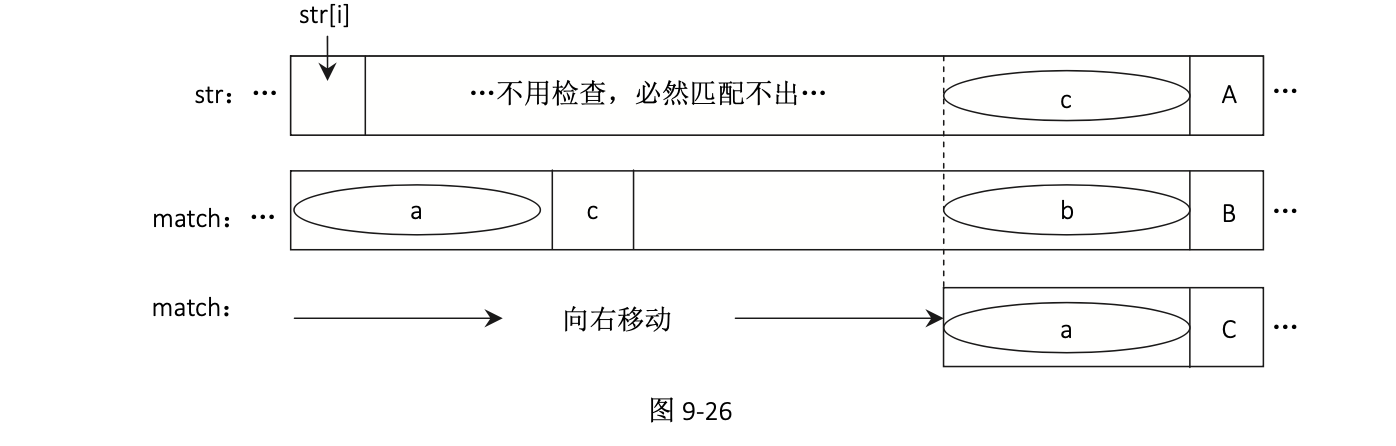 str[i]
str: … …不用检查，必然匹配不出… c A …
match: … a c b B …
match: 向右移动 a C …
图 9-26